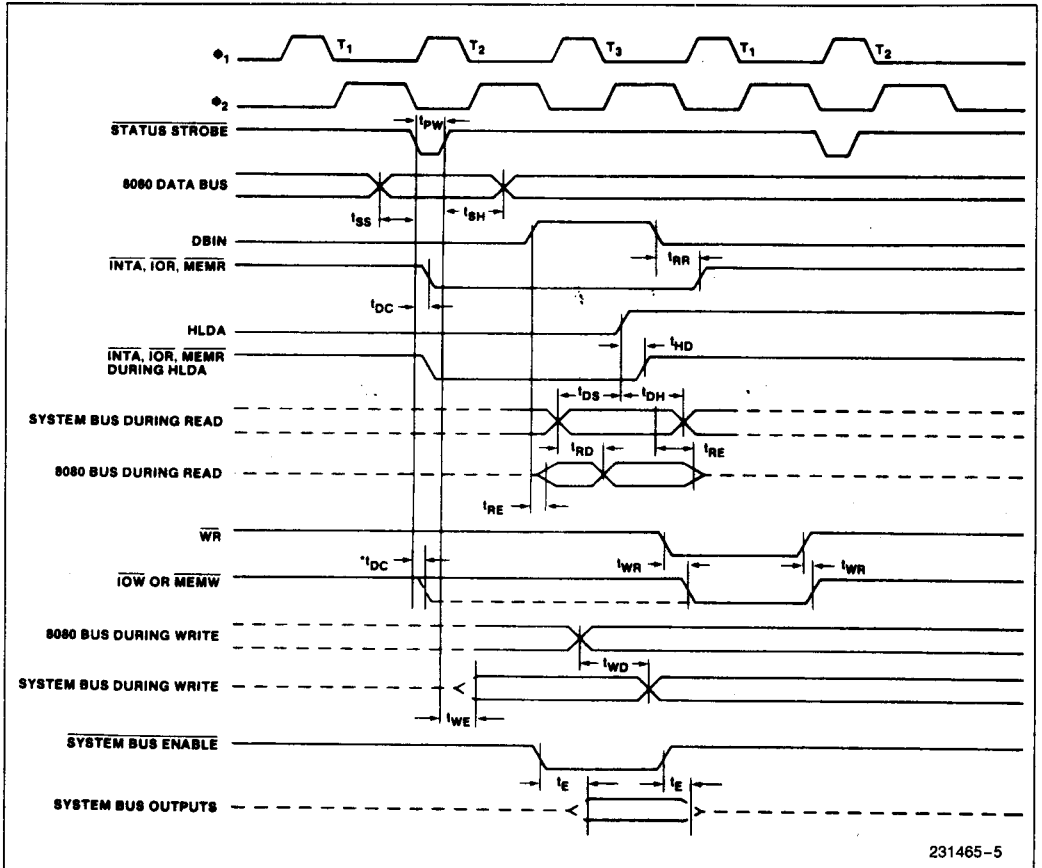 Φ1 T1 T2 T3 T1 T2
Φ2
STATUS STROBE tPW
8080 DATA BUS
tSS tSH
DBIN
INTA, IOR, MEMR tRR
tDC
HLDA
INTA, IOR, MEMR
DURING HLDA tHD
tDS tDH
SYSTEM BUS DURING READ
tRD tRE
8080 BUS DURING READ
tRE
WR
*tDC tWR tWR
IOW OR MEMW
8080 BUS DURING WRITE
tWD
SYSTEM BUS DURING WRITE
tWE
SYSTEM BUS ENABLE
tE tE
SYSTEM BUS OUTPUTS
231465-5